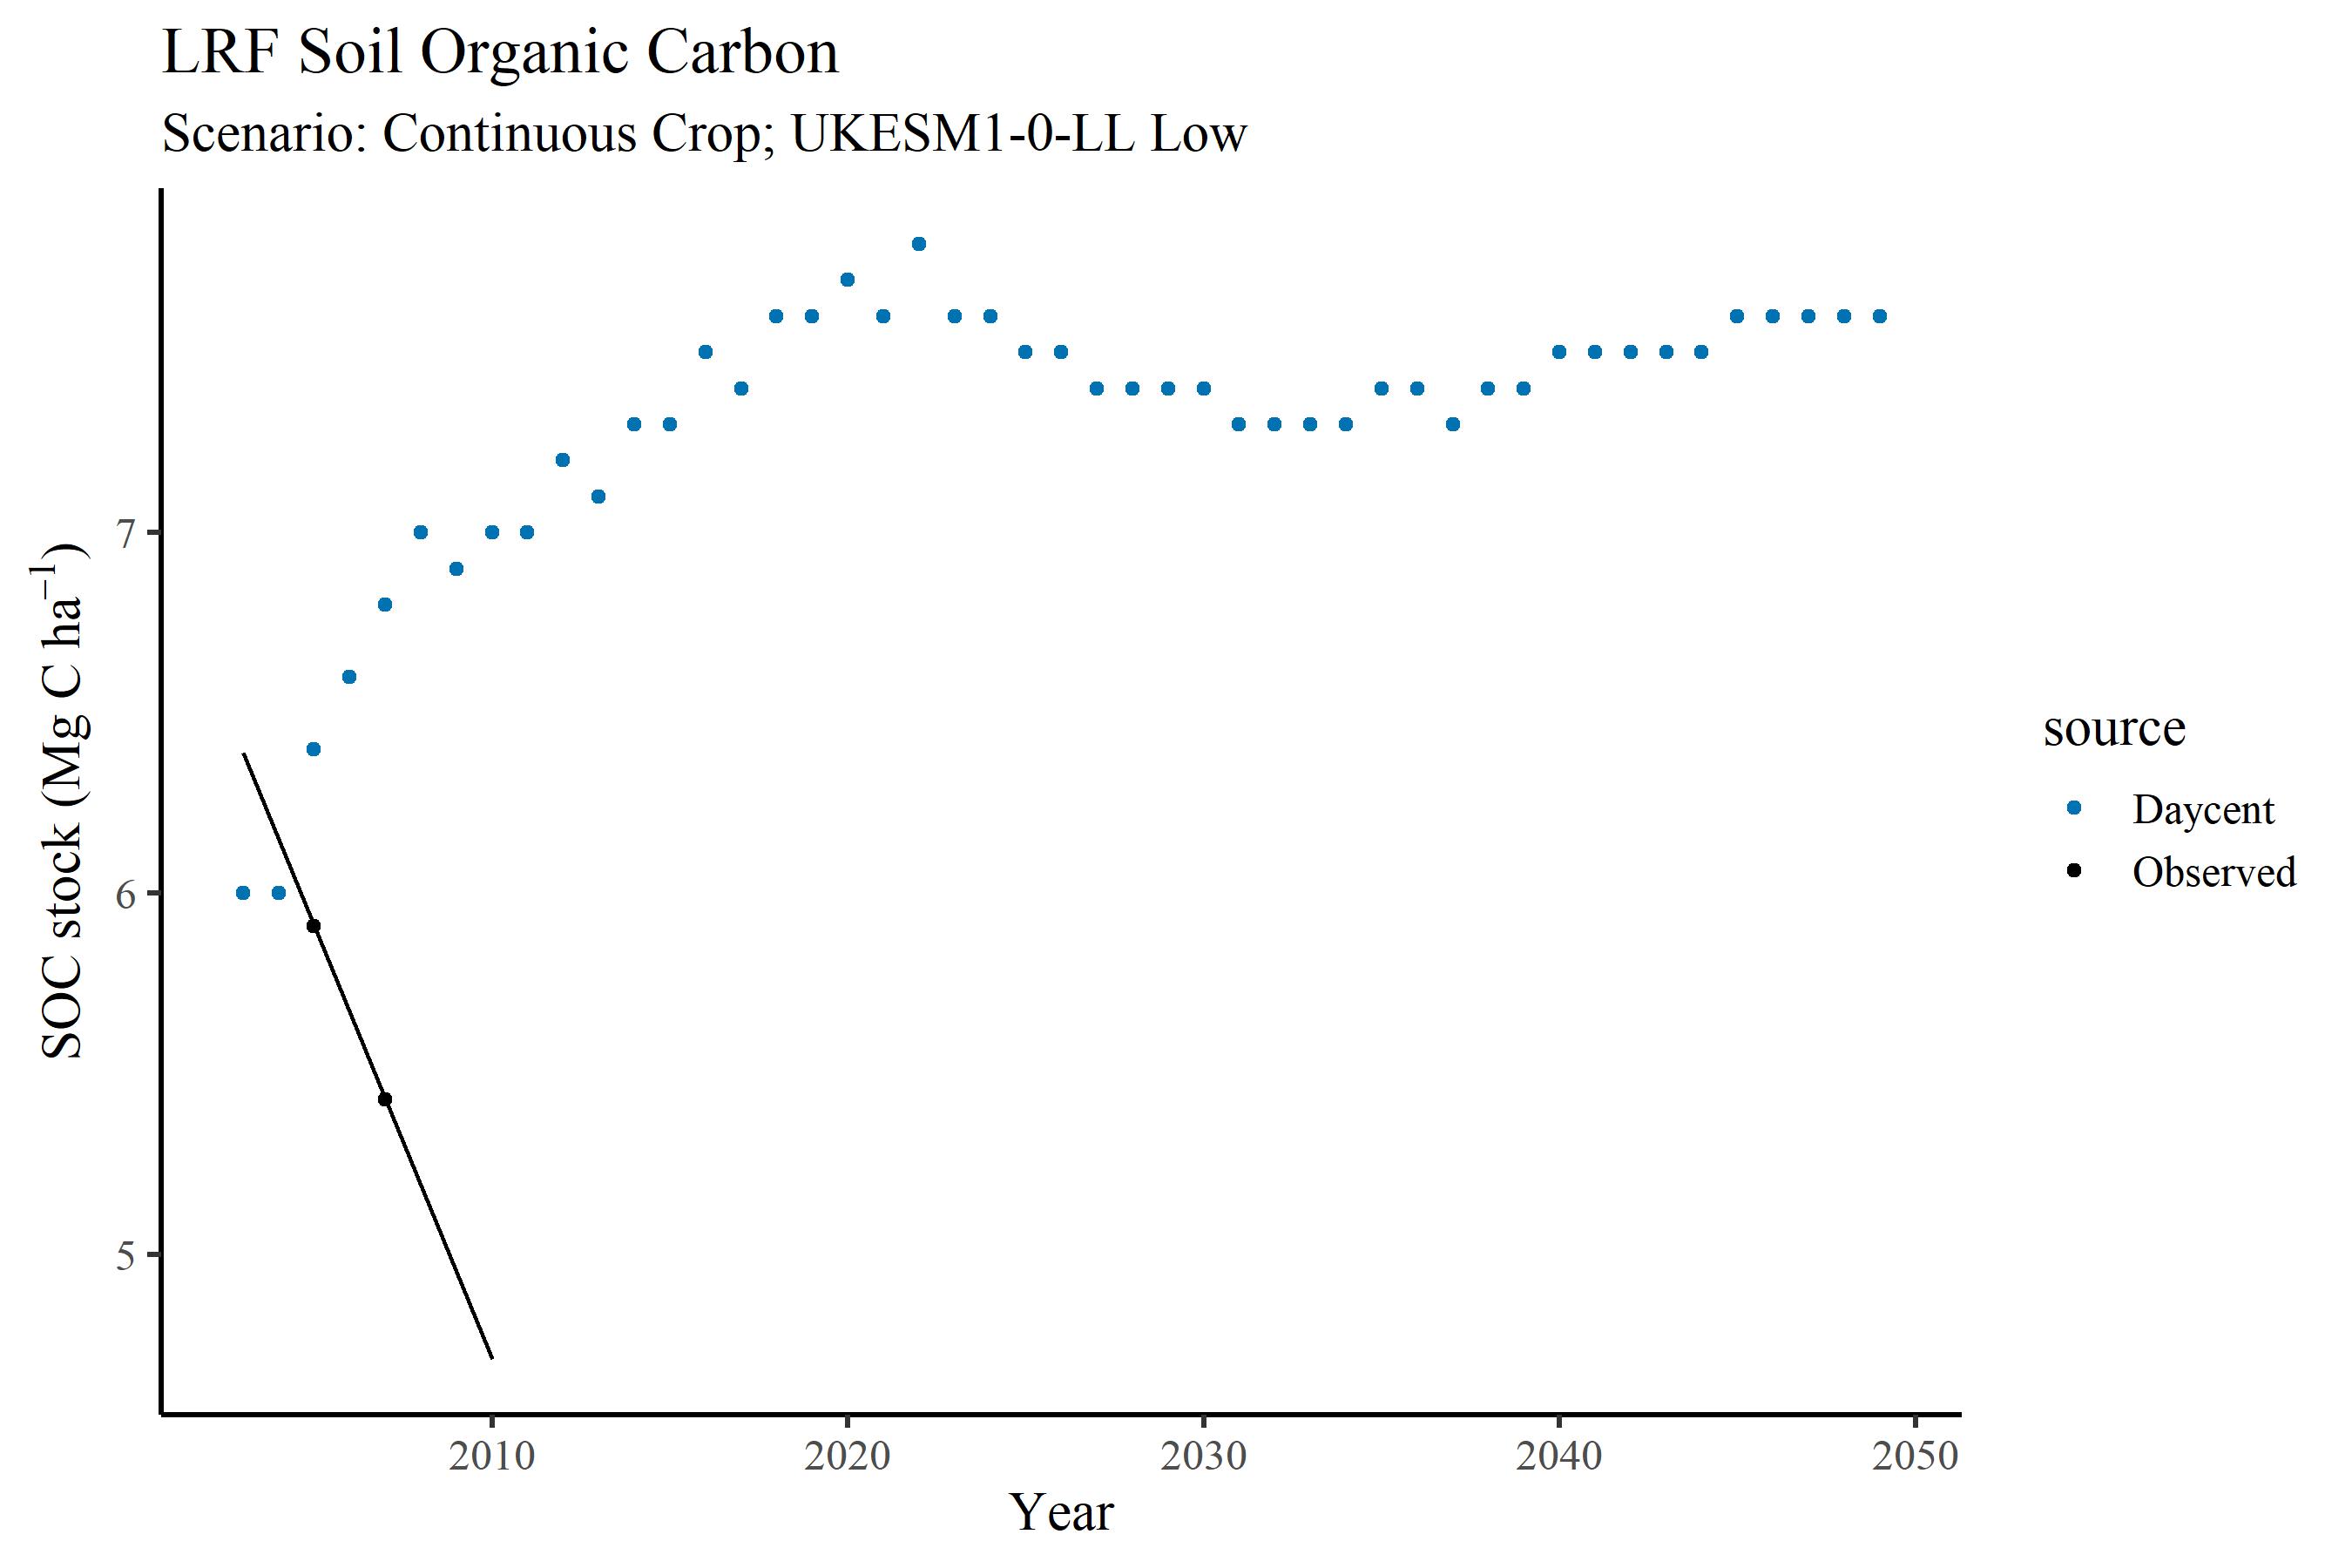 LRF Soil Organic Carbon
Scenario: Continuous Crop; UKESM1-0-LL Low
SOC stock (Mg C ha⁻¹)
7
6
5
2010 2020 2030 2040 2050
Year
source
Daycent
Observed